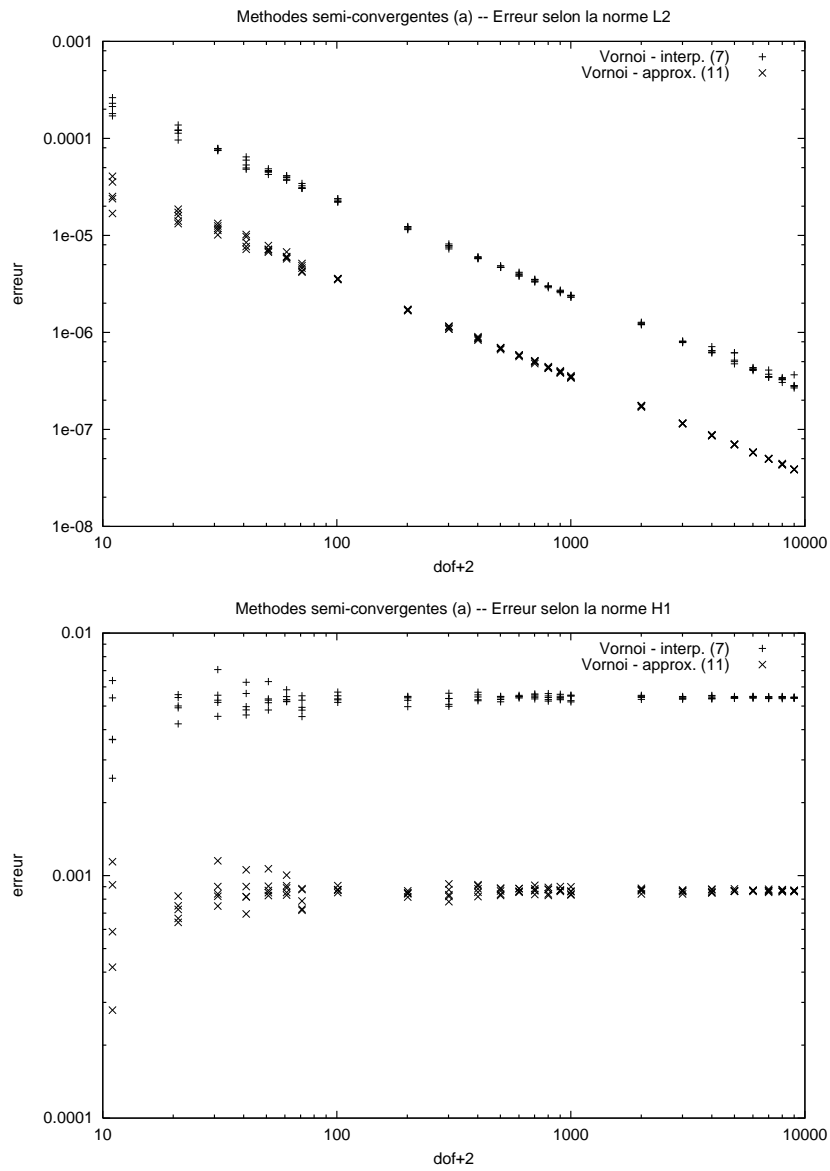 Methodes semi-convergentes (a) -- Erreur selon la norme L2
0.001
0.0001
1e-05
1e-06
1e-07
1e-08
erreur
Vornoi - interp. (7)
Vornoi - approx. (11)
10
100
1000
10000
dof+2
Methodes semi-convergentes (a) -- Erreur selon la norme H1
0.01
0.001
0.0001
erreur
Vornoi - interp. (7)
Vornoi - approx. (11)
10
100
1000
10000
dof+2